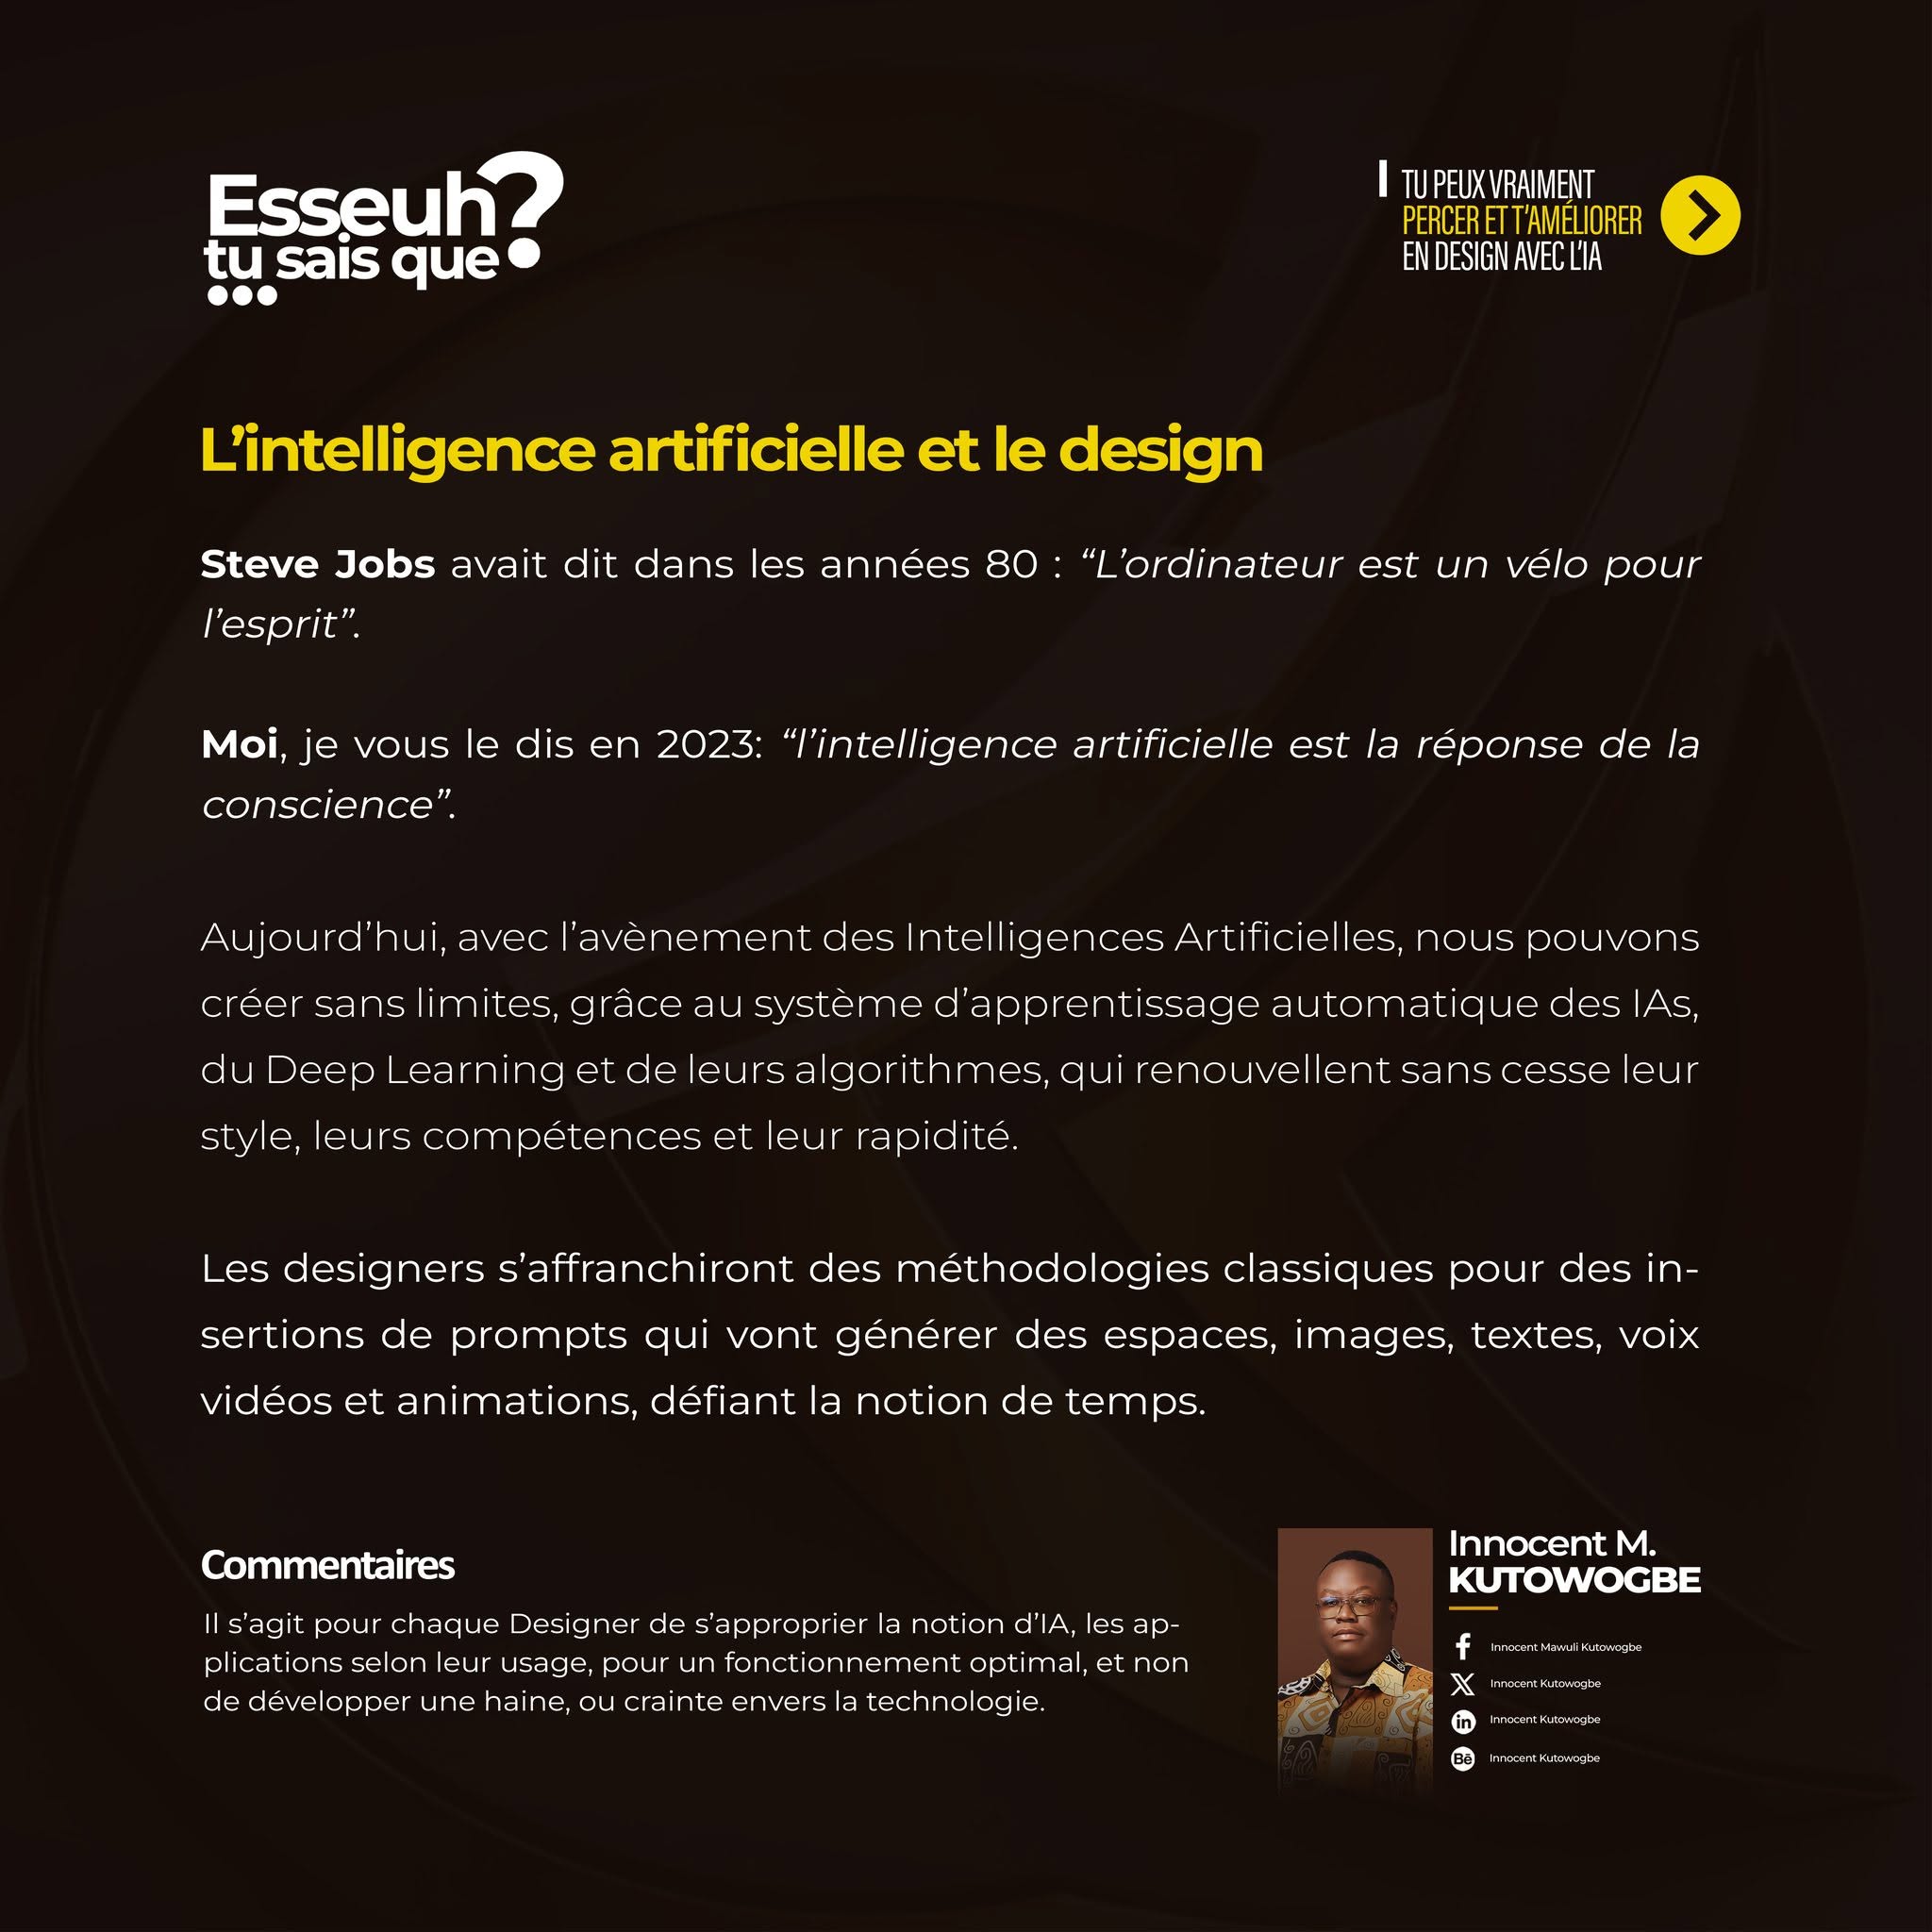 Esseuh?
tu sais que
...
TU PEUX VRAIMENT
PERCER ET T'AMÉLIORER
EN DESIGN AVEC L'IA
L'intelligence artificielle et le design
Steve Jobs avait dit dans les années 80 : “L'ordinateur est un vélo pour
l'esprit”.
Moi, je vous le dis en 2023: “l'intelligence artificielle est la réponse de la
conscience”.
Aujourd'hui, avec l'avènement des Intelligences Artificielles, nous pouvons
créer sans limites, grâce au système d'apprentissage automatique des IAs,
du Deep Learning et de leurs algorithmes, qui renouvellent sans cesse leur
style, leurs compétences et leur rapidité.
Les designers s'affranchiront des méthodologies classiques pour des in-
sertions de prompts qui vont générer des espaces, images, textes, voix
vidéos et animations, défiant la notion de temps.
Commentaires
Il s'agit pour chaque Designer de s'approprier la notion d'IA, les ap-
plications selon leur usage, pour un fonctionnement optimal, et non
de développer une haine, ou crainte envers la technologie.
Innocent M.
KUTOWOGBE
Innocent Mawuli Kutowogbe
Innocent Kutowogbe
in Innocent Kutowogbe
Bē Innocent Kutowogbe